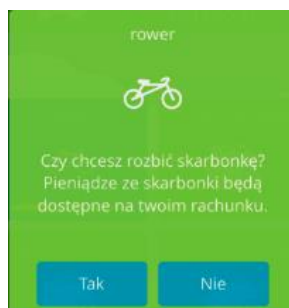 rower
Czy chcesz rozbić skarbonkę?
Pieniądze ze skarbonki będą
dostępne na twoim rachunku.
Tak
Nie